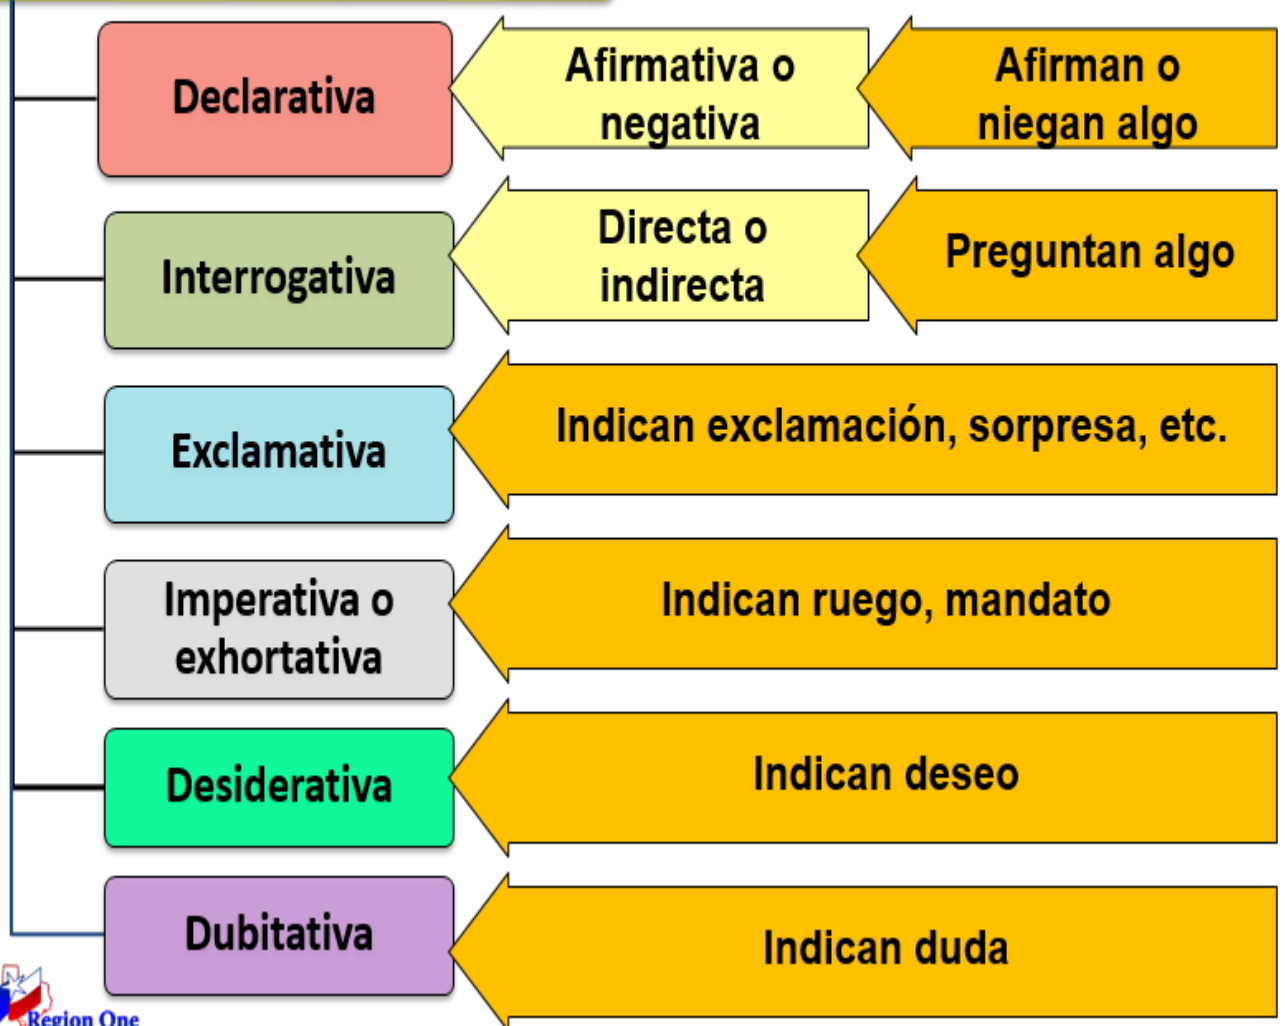 Declarativa
Afirmativa o
negativa
Afirman o
niegan algo
Interrogativa
Directa o
indirecta
Preguntan algo
Exclamativa
Indican exclamación, sorpresa, etc.
Imperativa o
exhortativa
Indican ruego, mandato
Desiderativa
Indican deseo
Dubitativa
Indican duda
Region One